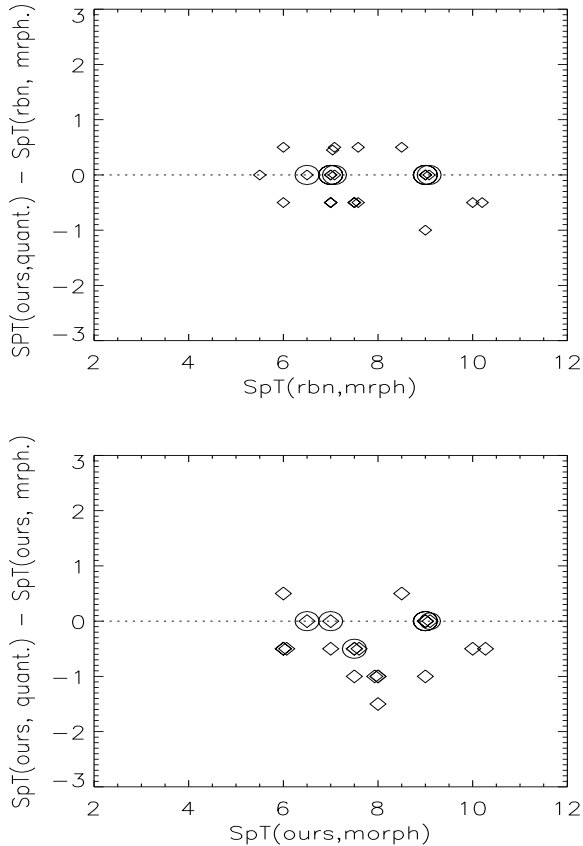 SPT(ours,quant.) − SpT(rbn, mrph.)
3
2
1
0
−1
−2
−3
2 4 6 8 10 12
SpT(rbn,mrph)
SpT(ours, quant.) − SpT(ours, mrph.)
3
2
1
0
−1
−2
−3
2 4 6 8 10 12
SpT(ours,morph)